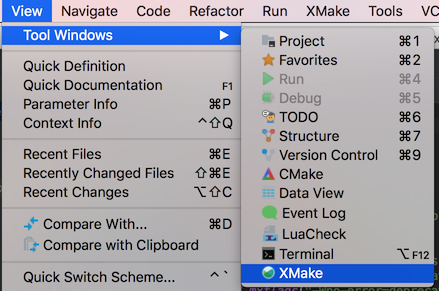 View Navigate Code Refactor Run XMake Tools VC
Tool Windows
Quick Definition
Quick Documentation F1
Parameter Info ⌘P
Context Info ^⇧Q
Recent Files ⌘E
Recently Changed Files ⇧⌘E
Recent Changes ⌥⇧C
Compare With... ⌘D
Compare with Clipboard
Quick Switch Scheme... ^`
Project ⌘1
Favorites ⌘2
Run ⌘4
Debug ⌘5
TODO ⌘6
Structure ⌘7
Version Control ⌘9
CMake
Data View
Event Log
LuaCheck
Terminal ⌥F12
XMake